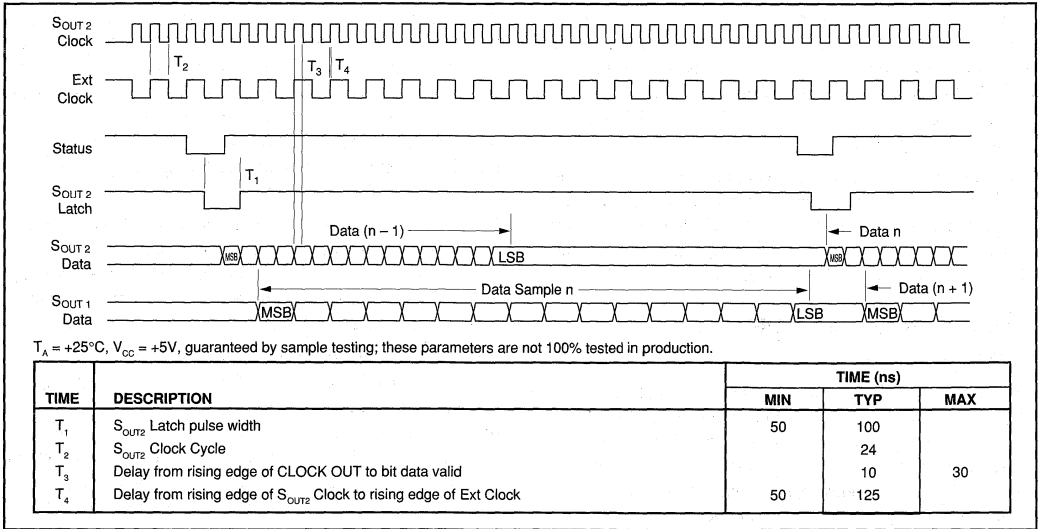 SOUT 2
Clock
T2
T3
T4
Ext
Clock
Status
T1
SOUT 2
Latch
Data (n – 1)
Data n
SOUT 2
Data
MSB
LSB
MSB
Data Sample n
Data (n + 1)
SOUT 1
Data
MSB
LSB
MSB
TA = +25°C, VCC = +5V, guaranteed by sample testing; these parameters are not 100% tested in production.
TIME (ns)
TIME DESCRIPTION MIN TYP MAX
T1 SOUT2 Latch pulse width 50 100
T2 SOUT2 Clock Cycle 24
T3 Delay from rising edge of CLOCK OUT to bit data valid 10 30
T4 Delay from rising edge of SOUT2 Clock to rising edge of Ext Clock 50 125